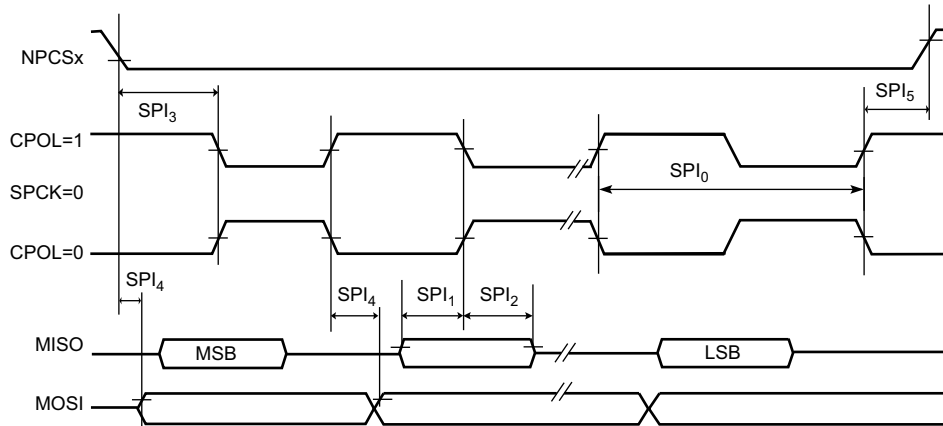 NPCSx
SPI₃
SPI₅
CPOL=1
SPCK=0
SPI₀
CPOL=0
SPI₄
SPI₄
SPI₁
SPI₂
MISO
MSB
LSB
MOSI